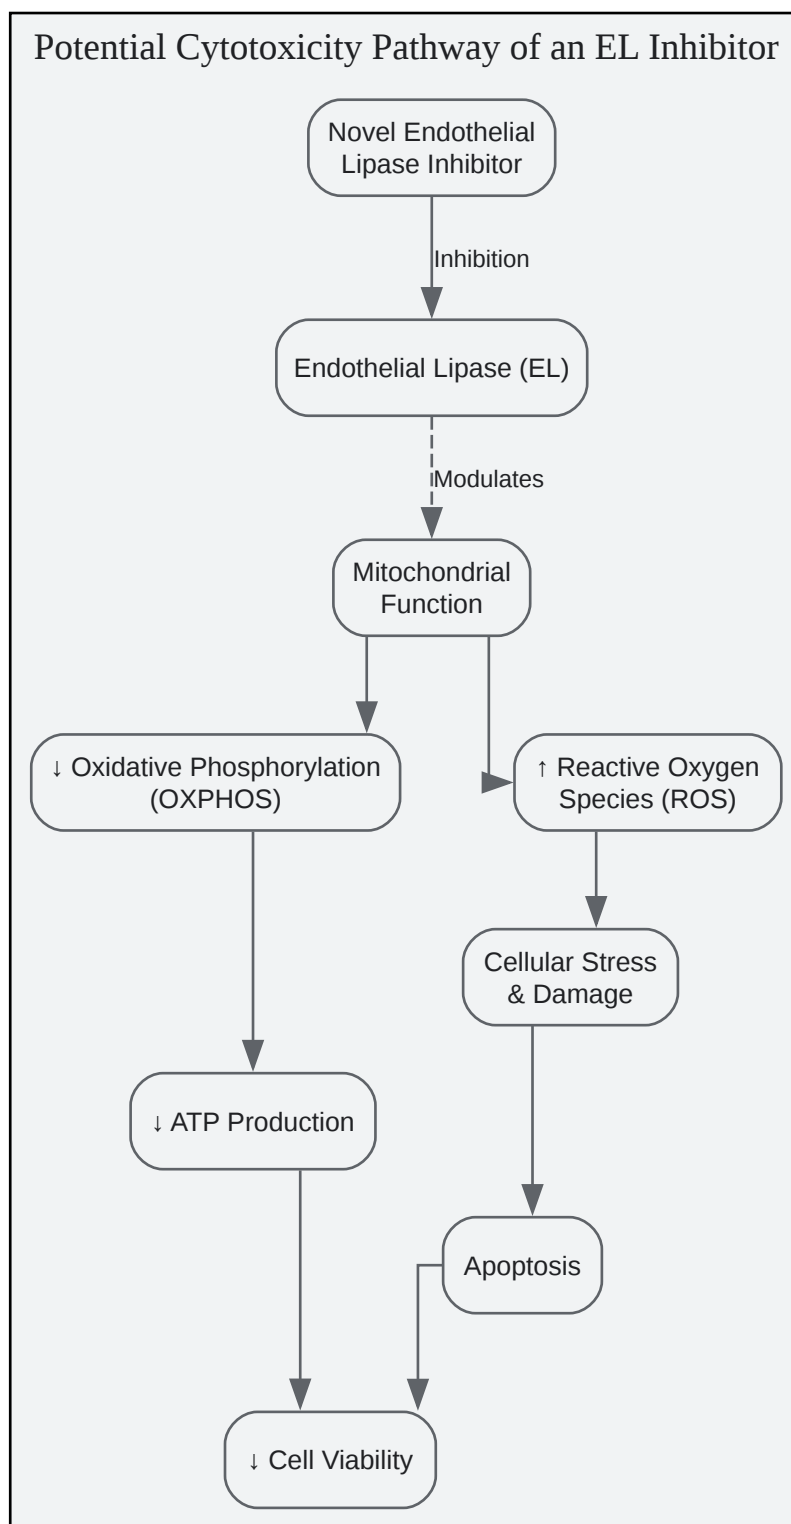 Potential Cytotoxicity Pathway of an EL Inhibitor
Novel Endothelial
Lipase Inhibitor
Inhibition
Endothelial Lipase (EL)
Modulates
Mitochondrial
Function
↓ Oxidative Phosphorylation
(OXPHOS)
↑ Reactive Oxygen
Species (ROS)
Cellular Stress
& Damage
↓ ATP Production
Apoptosis
↓ Cell Viability